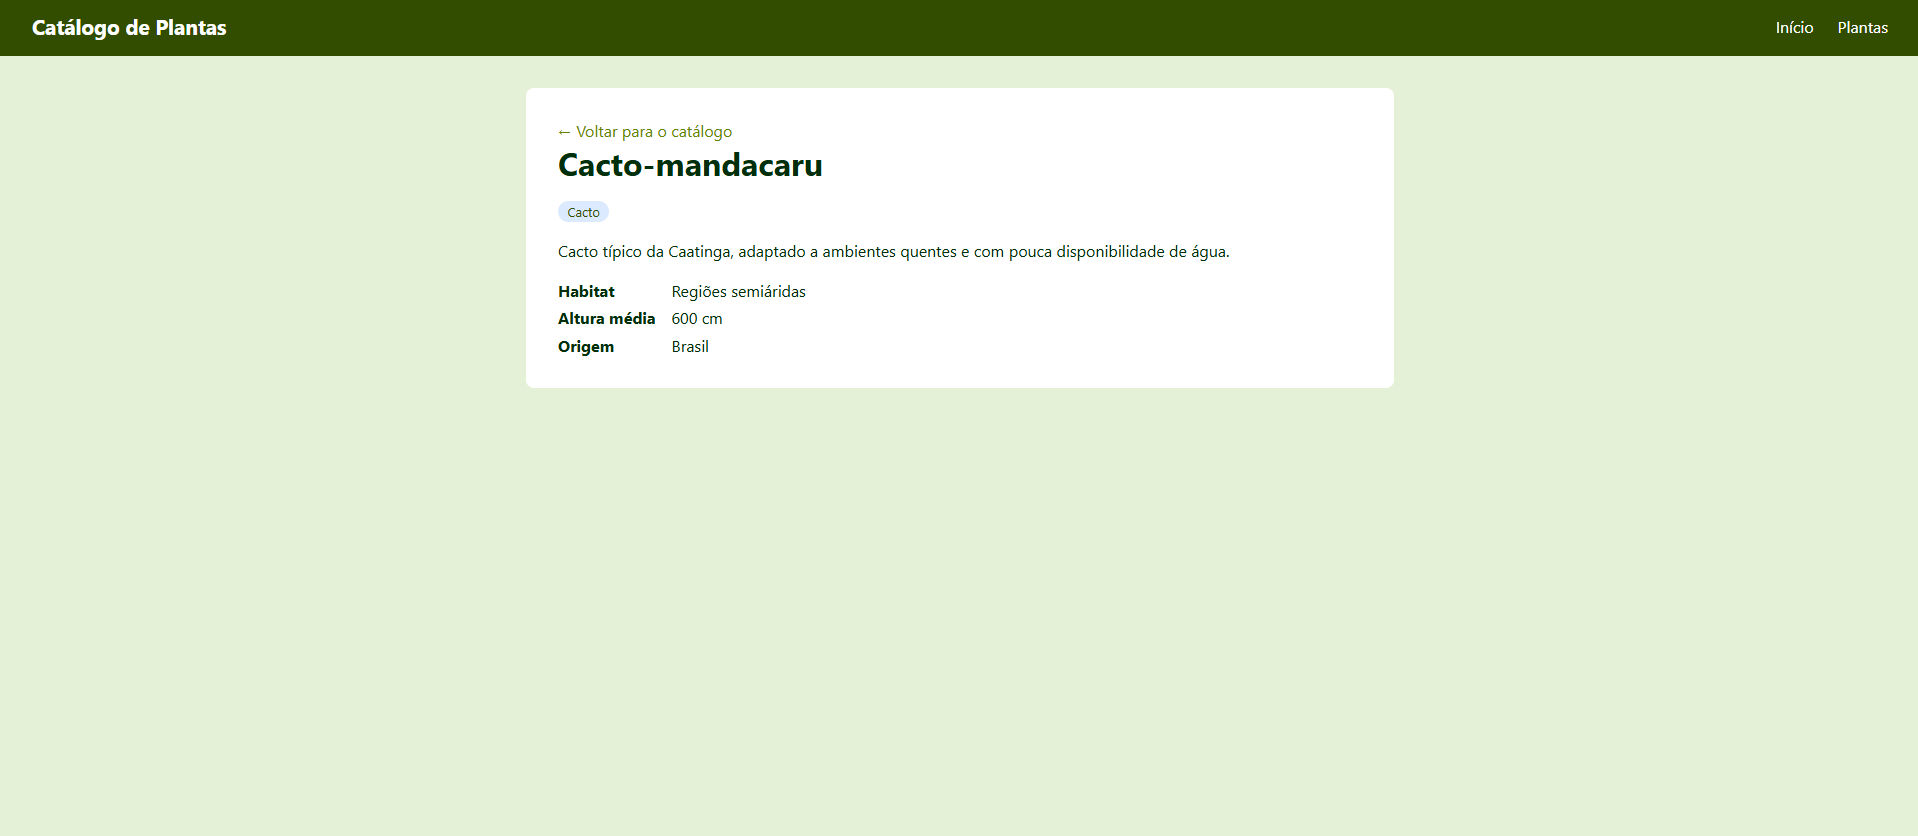 Catálogo de Plantas
Início
Plantas
← Voltar para o catálogo
Cacto-mandacaru
Cacto
Cacto típico da Caatinga, adaptado a ambientes quentes e com pouca disponibilidade de água.
Habitat Regiões semiáridas
Altura média 600 cm
Origem Brasil